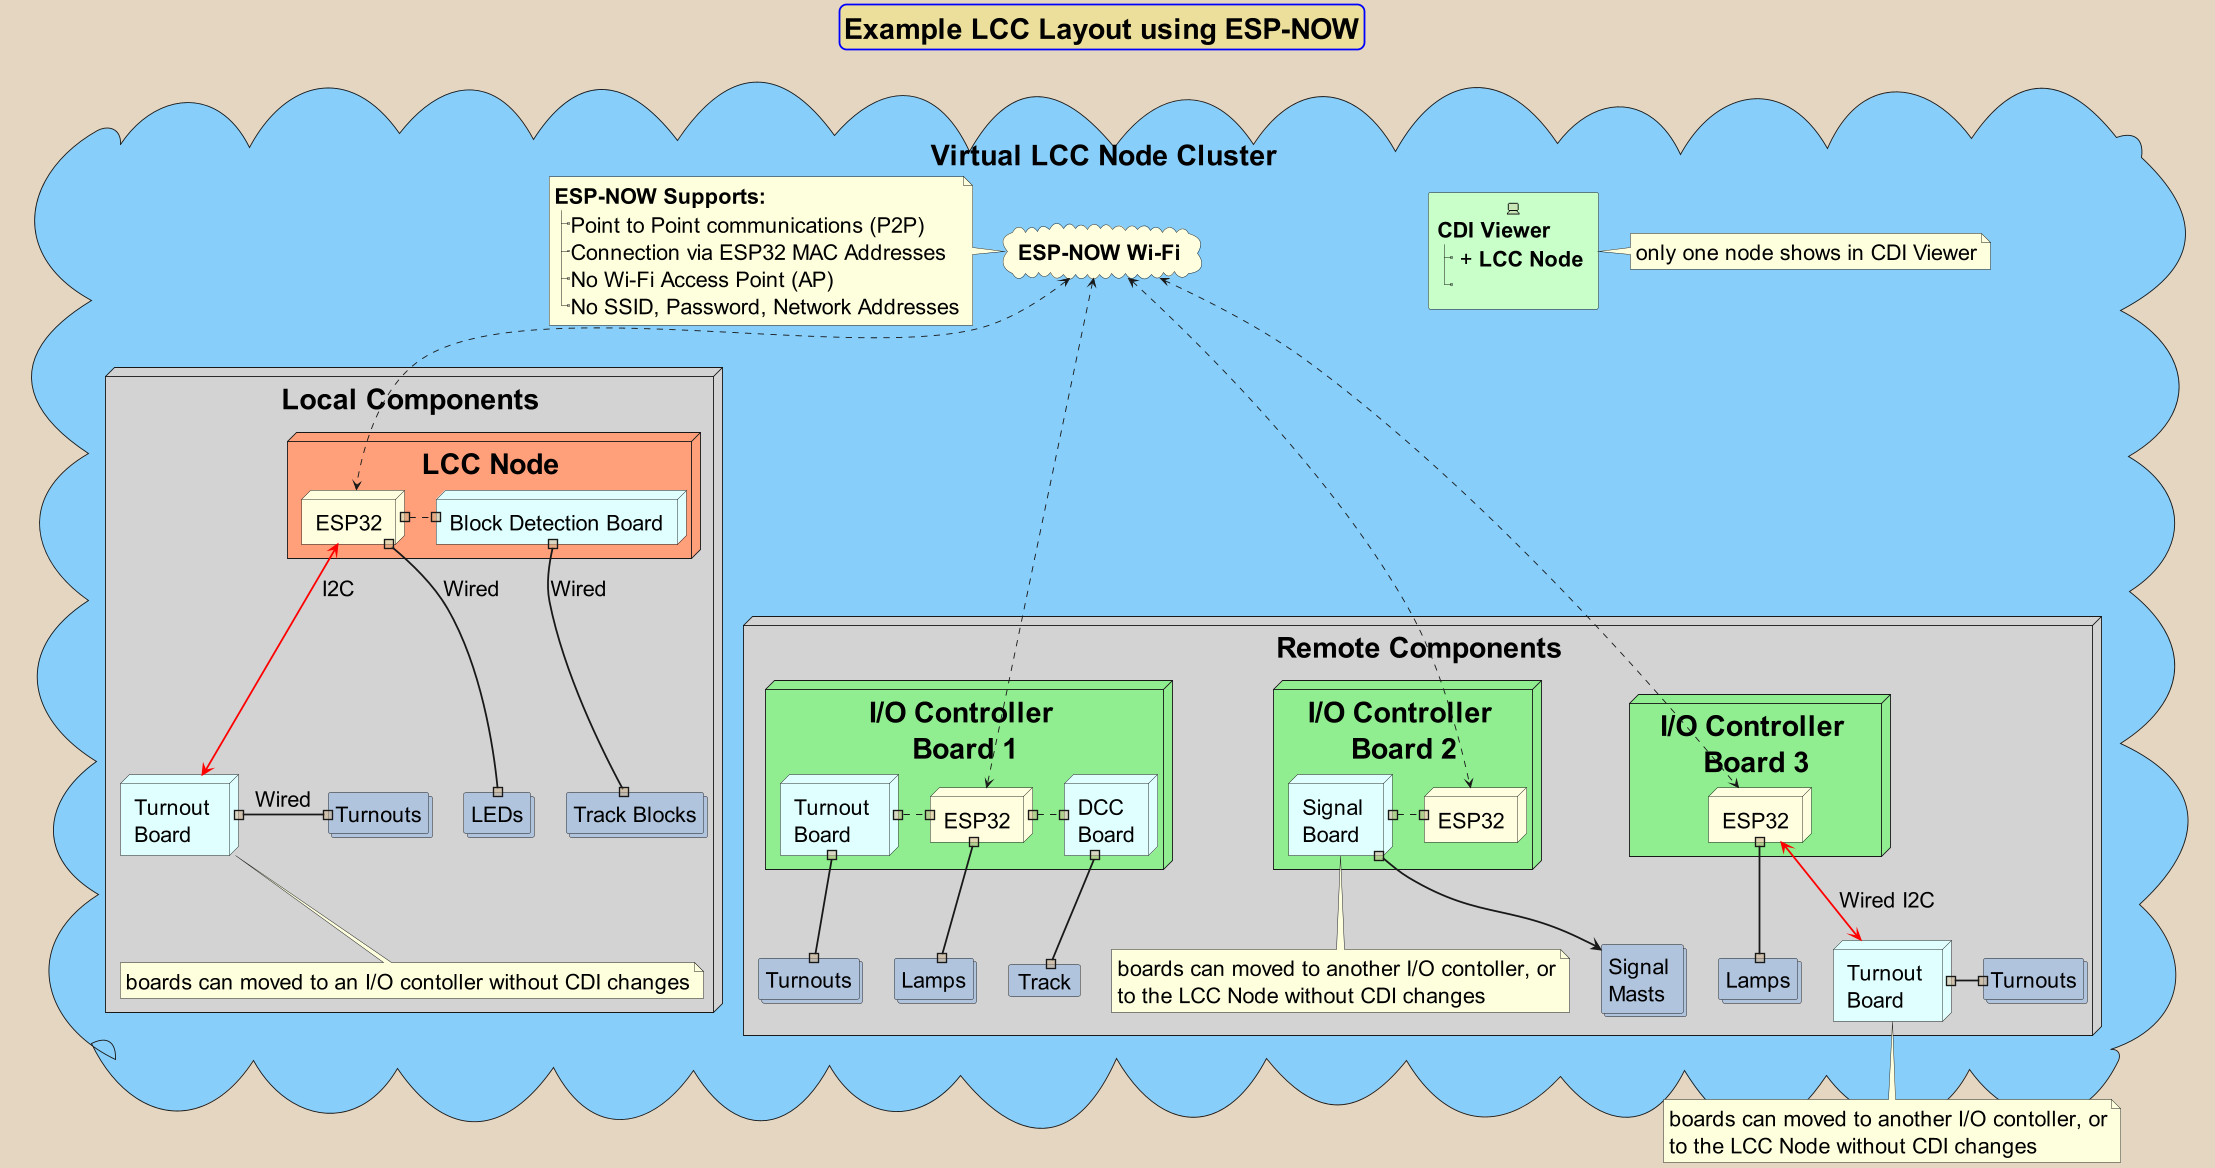 Example LCC Layout using ESP-NOW
Virtual LCC Node Cluster
ESP-NOW Supports:
Point to Point communications (P2P)
Connection via ESP32 MAC Addresses
No Wi-Fi Access Point (AP)
No SSID, Password, Network Addresses
ESP-NOW Wi-Fi
CDI Viewer
+ LCC Node
only one node shows in CDI Viewer
Local Components
LCC Node
ESP32
Block Detection Board
I2C
Wired
Wired
Turnout
Board
Wired
Turnouts
LEDs
Track Blocks
boards can moved to an I/O contoller without CDI changes
Remote Components
I/O Controller
Board 1
Turnout
Board
ESP32
DCC
Board
Turnouts
Lamps
Track
I/O Controller
Board 2
Signal
Board
ESP32
boards can moved to another I/O contoller, or
to the LCC Node without CDI changes
Signal
Masts
I/O Controller
Board 3
ESP32
Wired I2C
Lamps
Turnout
Board
Turnouts
boards can moved to another I/O contoller, or
to the LCC Node without CDI changes